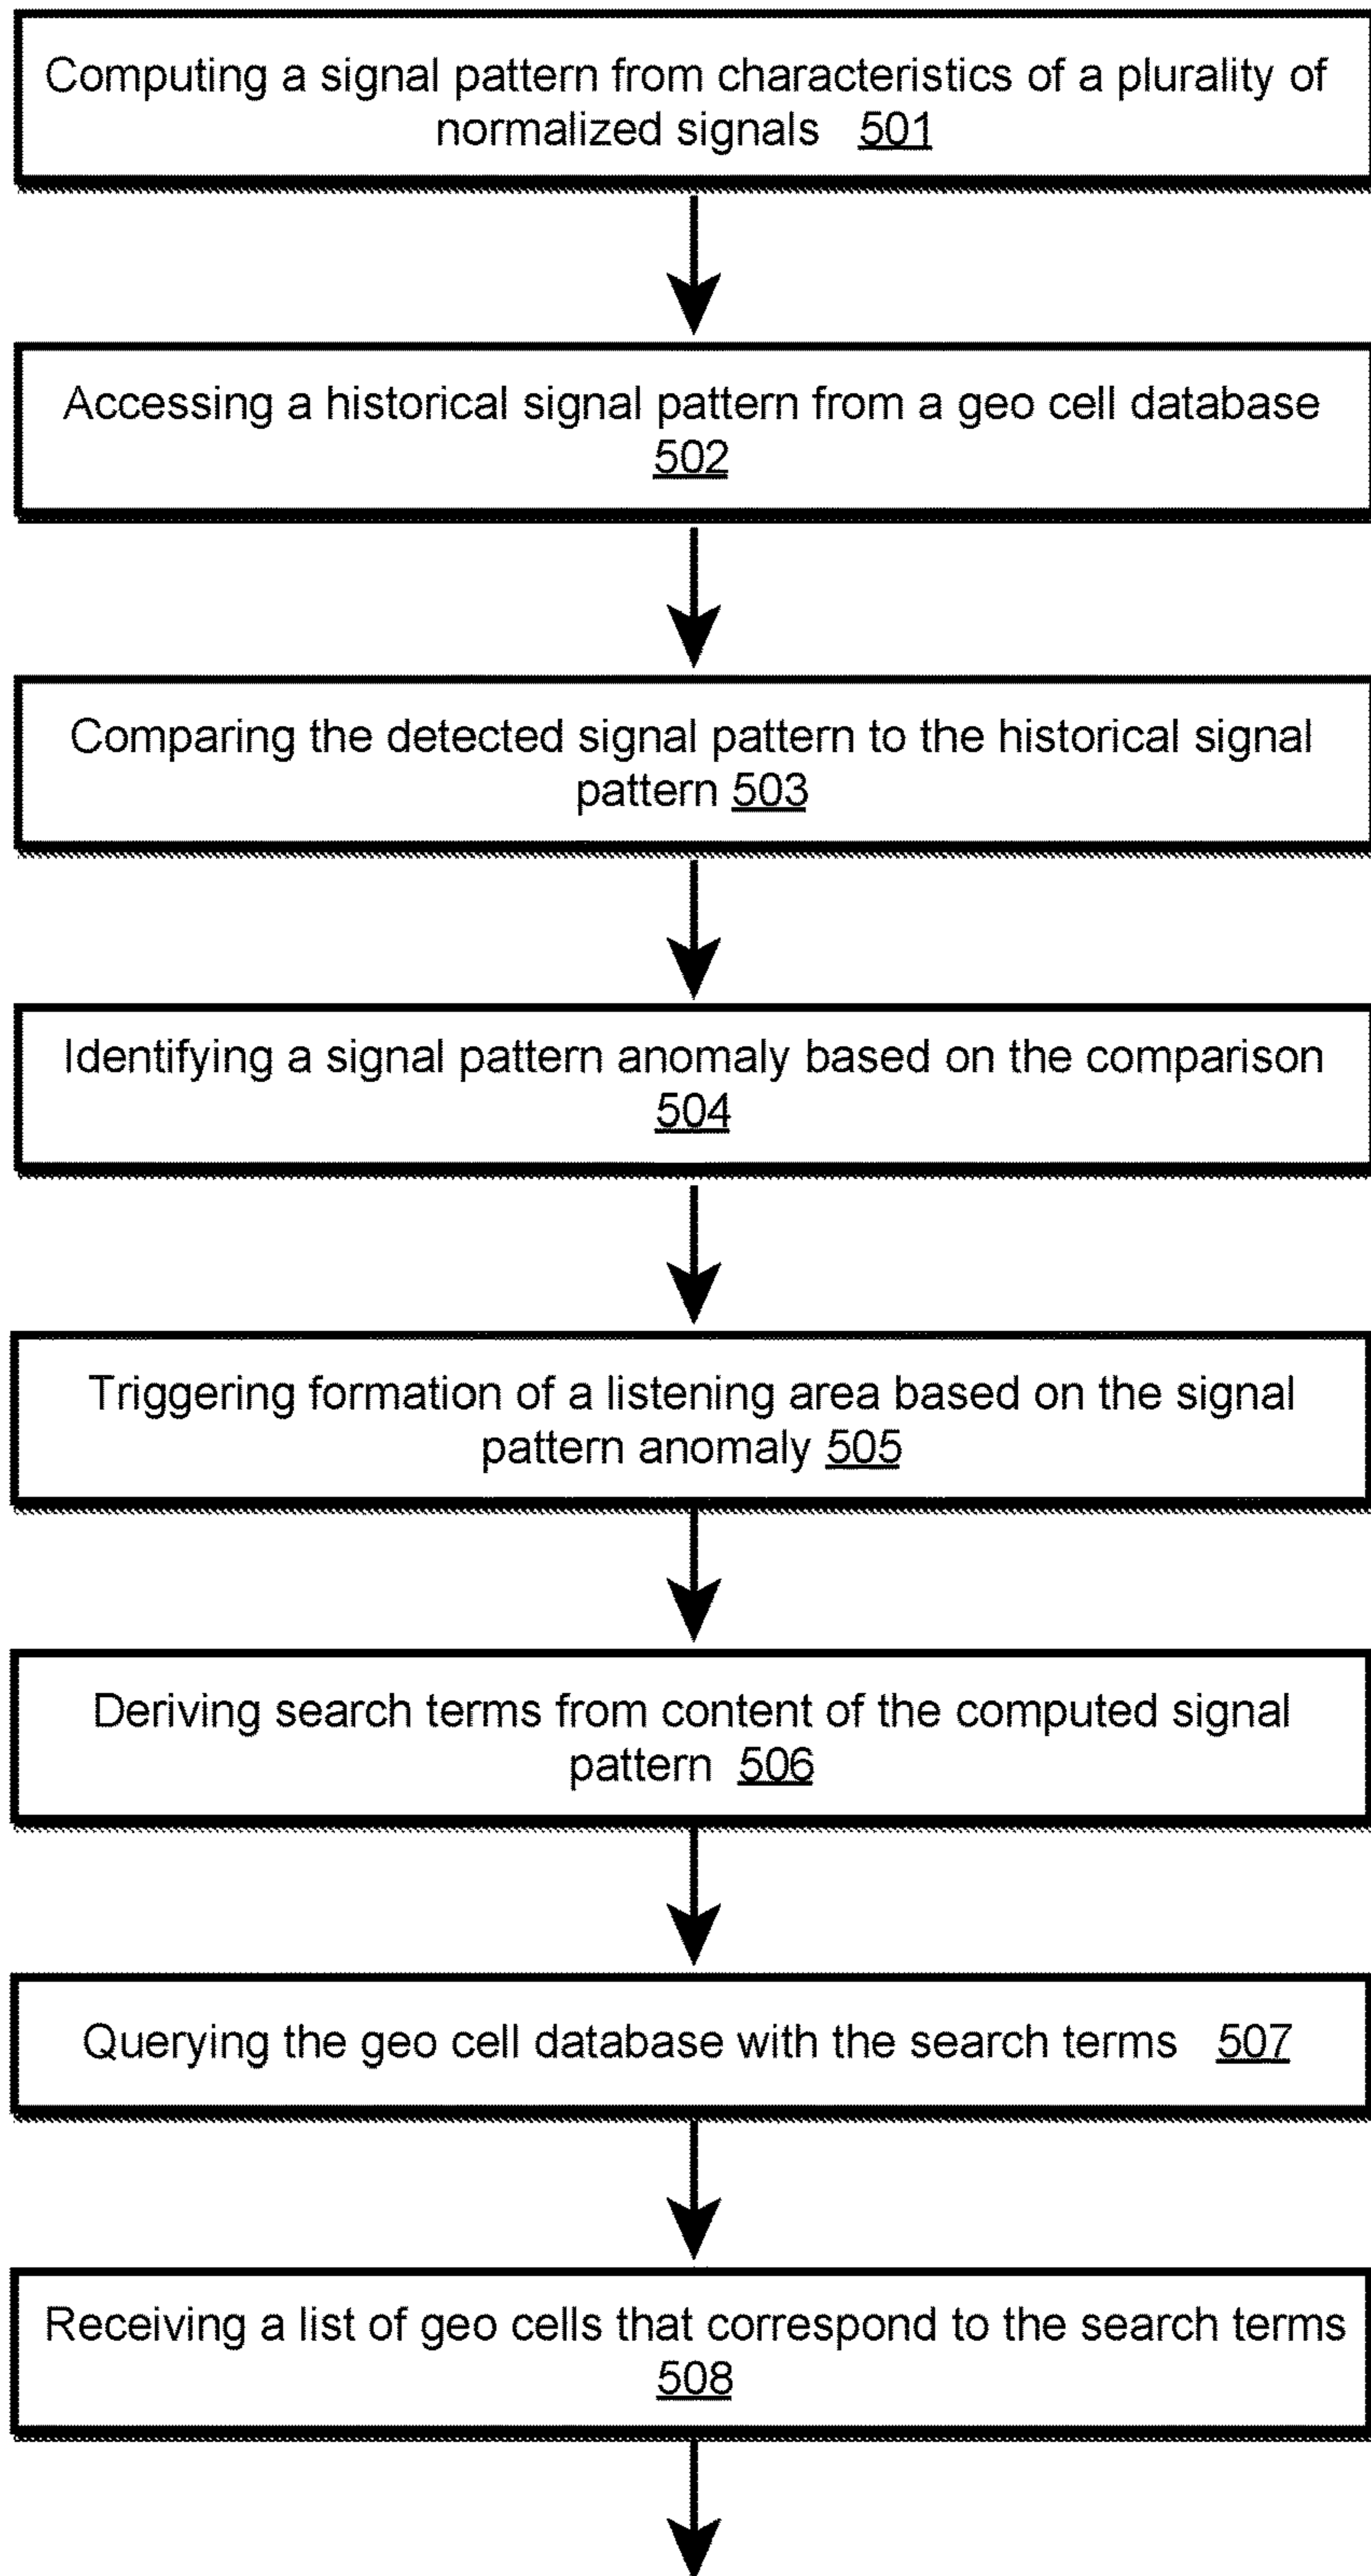 Computing a signal pattern from characteristics of a plurality of
normalized signals 501
Accessing a historical signal pattern from a geo cell database
502
Comparing the detected signal pattern to the historical signal
pattern 503
Identifying a signal pattern anomaly based on the comparison
504
Triggering formation of a listening area based on the signal
pattern anomaly 505
Deriving search terms from content of the computed signal
pattern 506
Querying the geo cell database with the search terms 507
Receiving a list of geo cells that correspond to the search terms
508